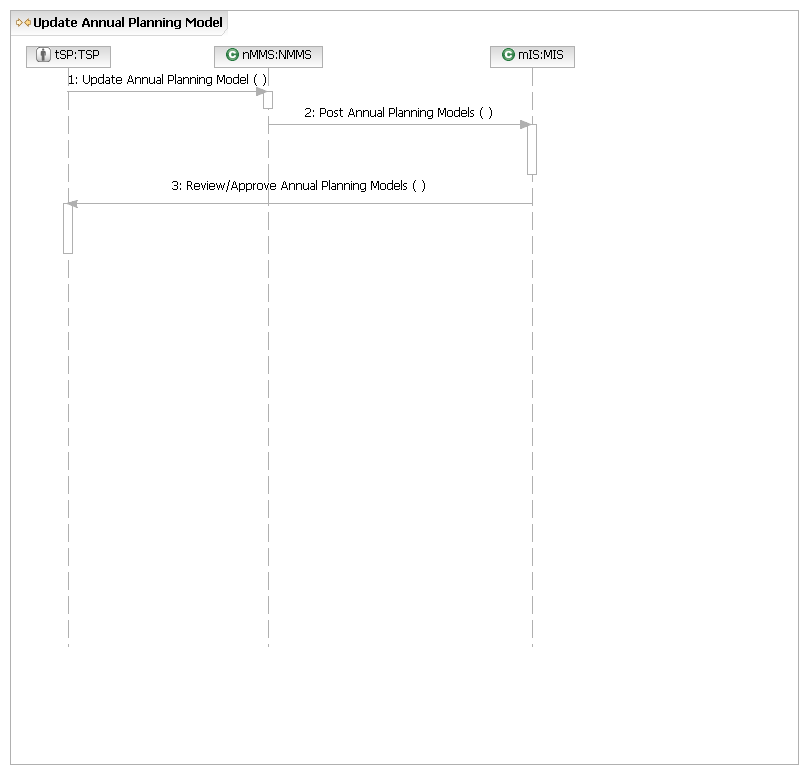 Update Annual Planning Model
tSP:TSP
nMMS:NMMS
mIS:MIS
1: Update Annual Planning Model ( )
2: Post Annual Planning Models ( )
3: Review/Approve Annual Planning Models ( )